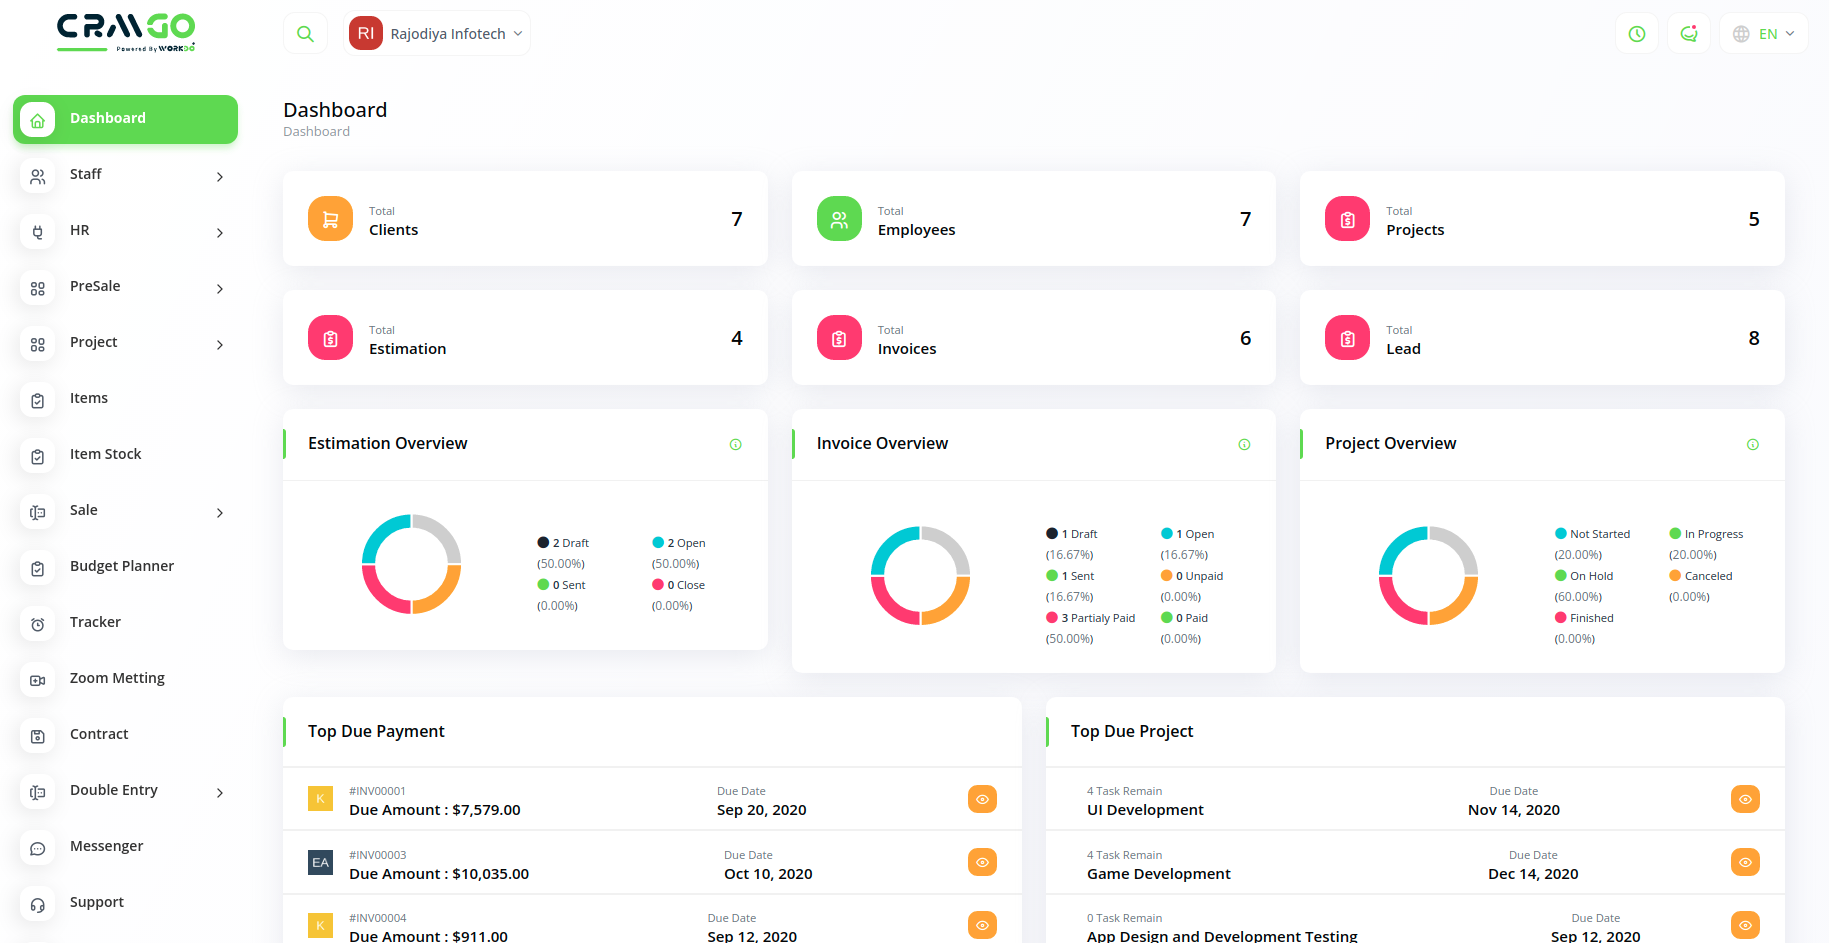 CRMGO
Powered By WORKDO
RI
Rajodiya Infotech
EN
Dashboard
Staff
HR
PreSale
Project
Items
Item Stock
Sale
Budget Planner
Tracker
Zoom Metting
Contract
Double Entry
Messenger
Support
Dashboard
Dashboard
Total
Clients
7
Total
Employees
7
Total
Projects
5
Total
Estimation
4
Total
Invoices
6
Total
Lead
8
Estimation Overview
2 Draft
(50.00%)
2 Open
(50.00%)
0 Sent
(0.00%)
0 Close
(0.00%)
Invoice Overview
1 Draft
(16.67%)
1 Open
(16.67%)
1 Sent
(16.67%)
0 Unpaid
(0.00%)
3 Partialy Paid
(50.00%)
0 Paid
(0.00%)
Project Overview
Not Started
(20.00%)
In Progress
(20.00%)
On Hold
(60.00%)
Canceled
(0.00%)
Finished
(0.00%)
Top Due Payment
K
#INV00001
Due Amount : $7,579.00
Due Date
Sep 20, 2020
EA
#INV00003
Due Amount : $10,035.00
Due Date
Oct 10, 2020
K
#INV00004
Due Amount : $911.00
Due Date
Sep 12, 2020
Top Due Project
4 Task Remain
UI Development
Due Date
Nov 14, 2020
4 Task Remain
Game Development
Due Date
Dec 14, 2020
0 Task Remain
App Design and Development Testing
Due Date
Sep 12, 2020